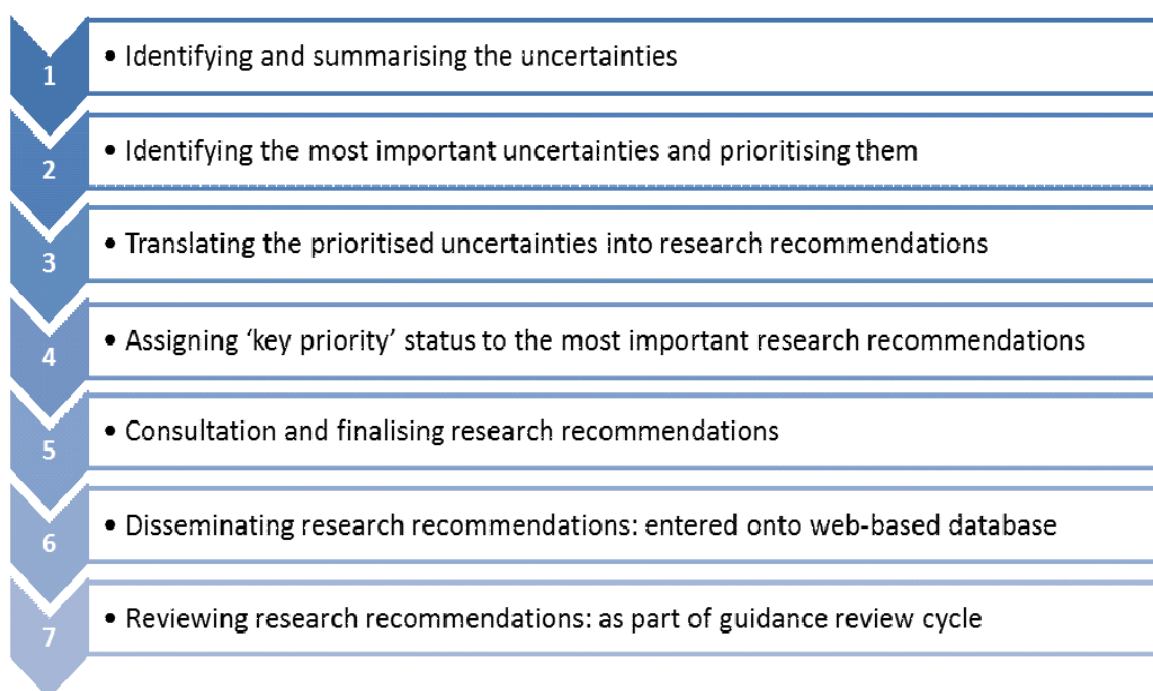 1
• Identifying and summarising the uncertainties
2
• Identifying the most important uncertainties and prioritising them
3
• Translating the prioritised uncertainties into research recommendations
4
• Assigning ‘key priority’ status to the most important research recommendations
5
• Consultation and finalising research recommendations
6
• Disseminating research recommendations: entered onto web-based database
7
• Reviewing research recommendations: as part of guidance review cycle